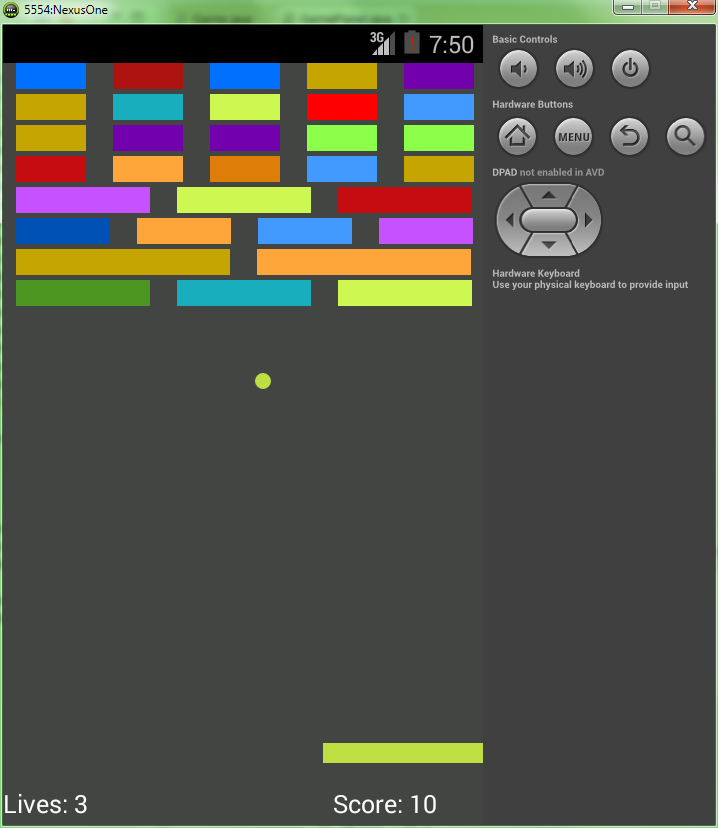 5554:NexusOne
3G 7:50
Basic Controls
Hardware Buttons
MENU
DPAD not enabled in AVD
Hardware Keyboard
Use your physical keyboard to provide input
Lives: 3
Score: 10